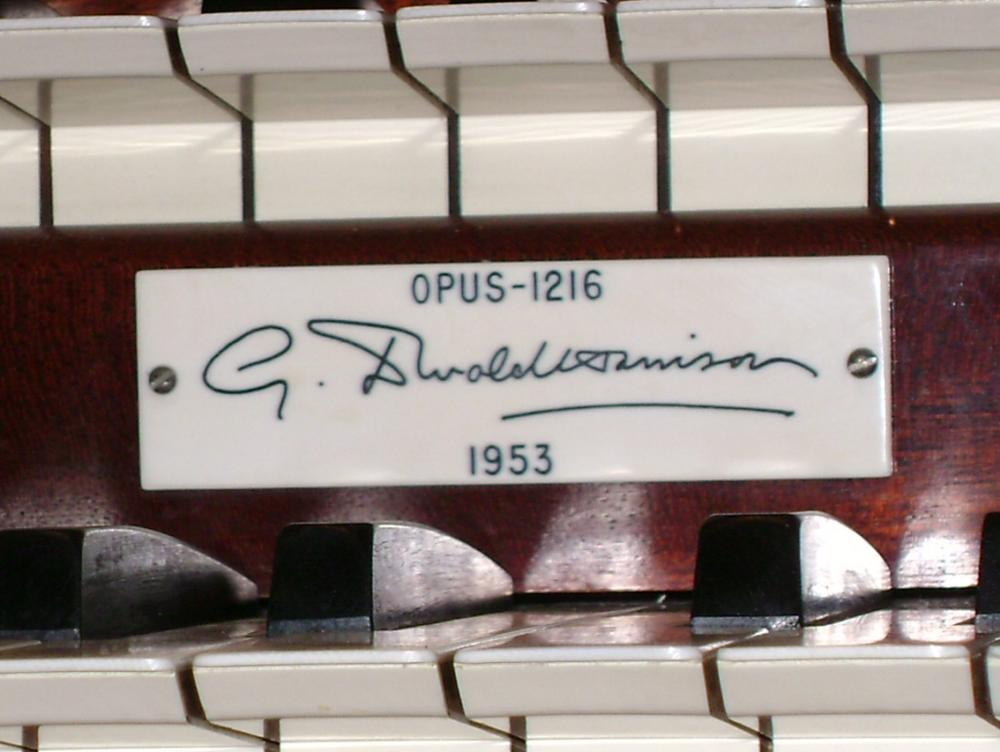 OPUS-1216
G. Donald Harrison
1953